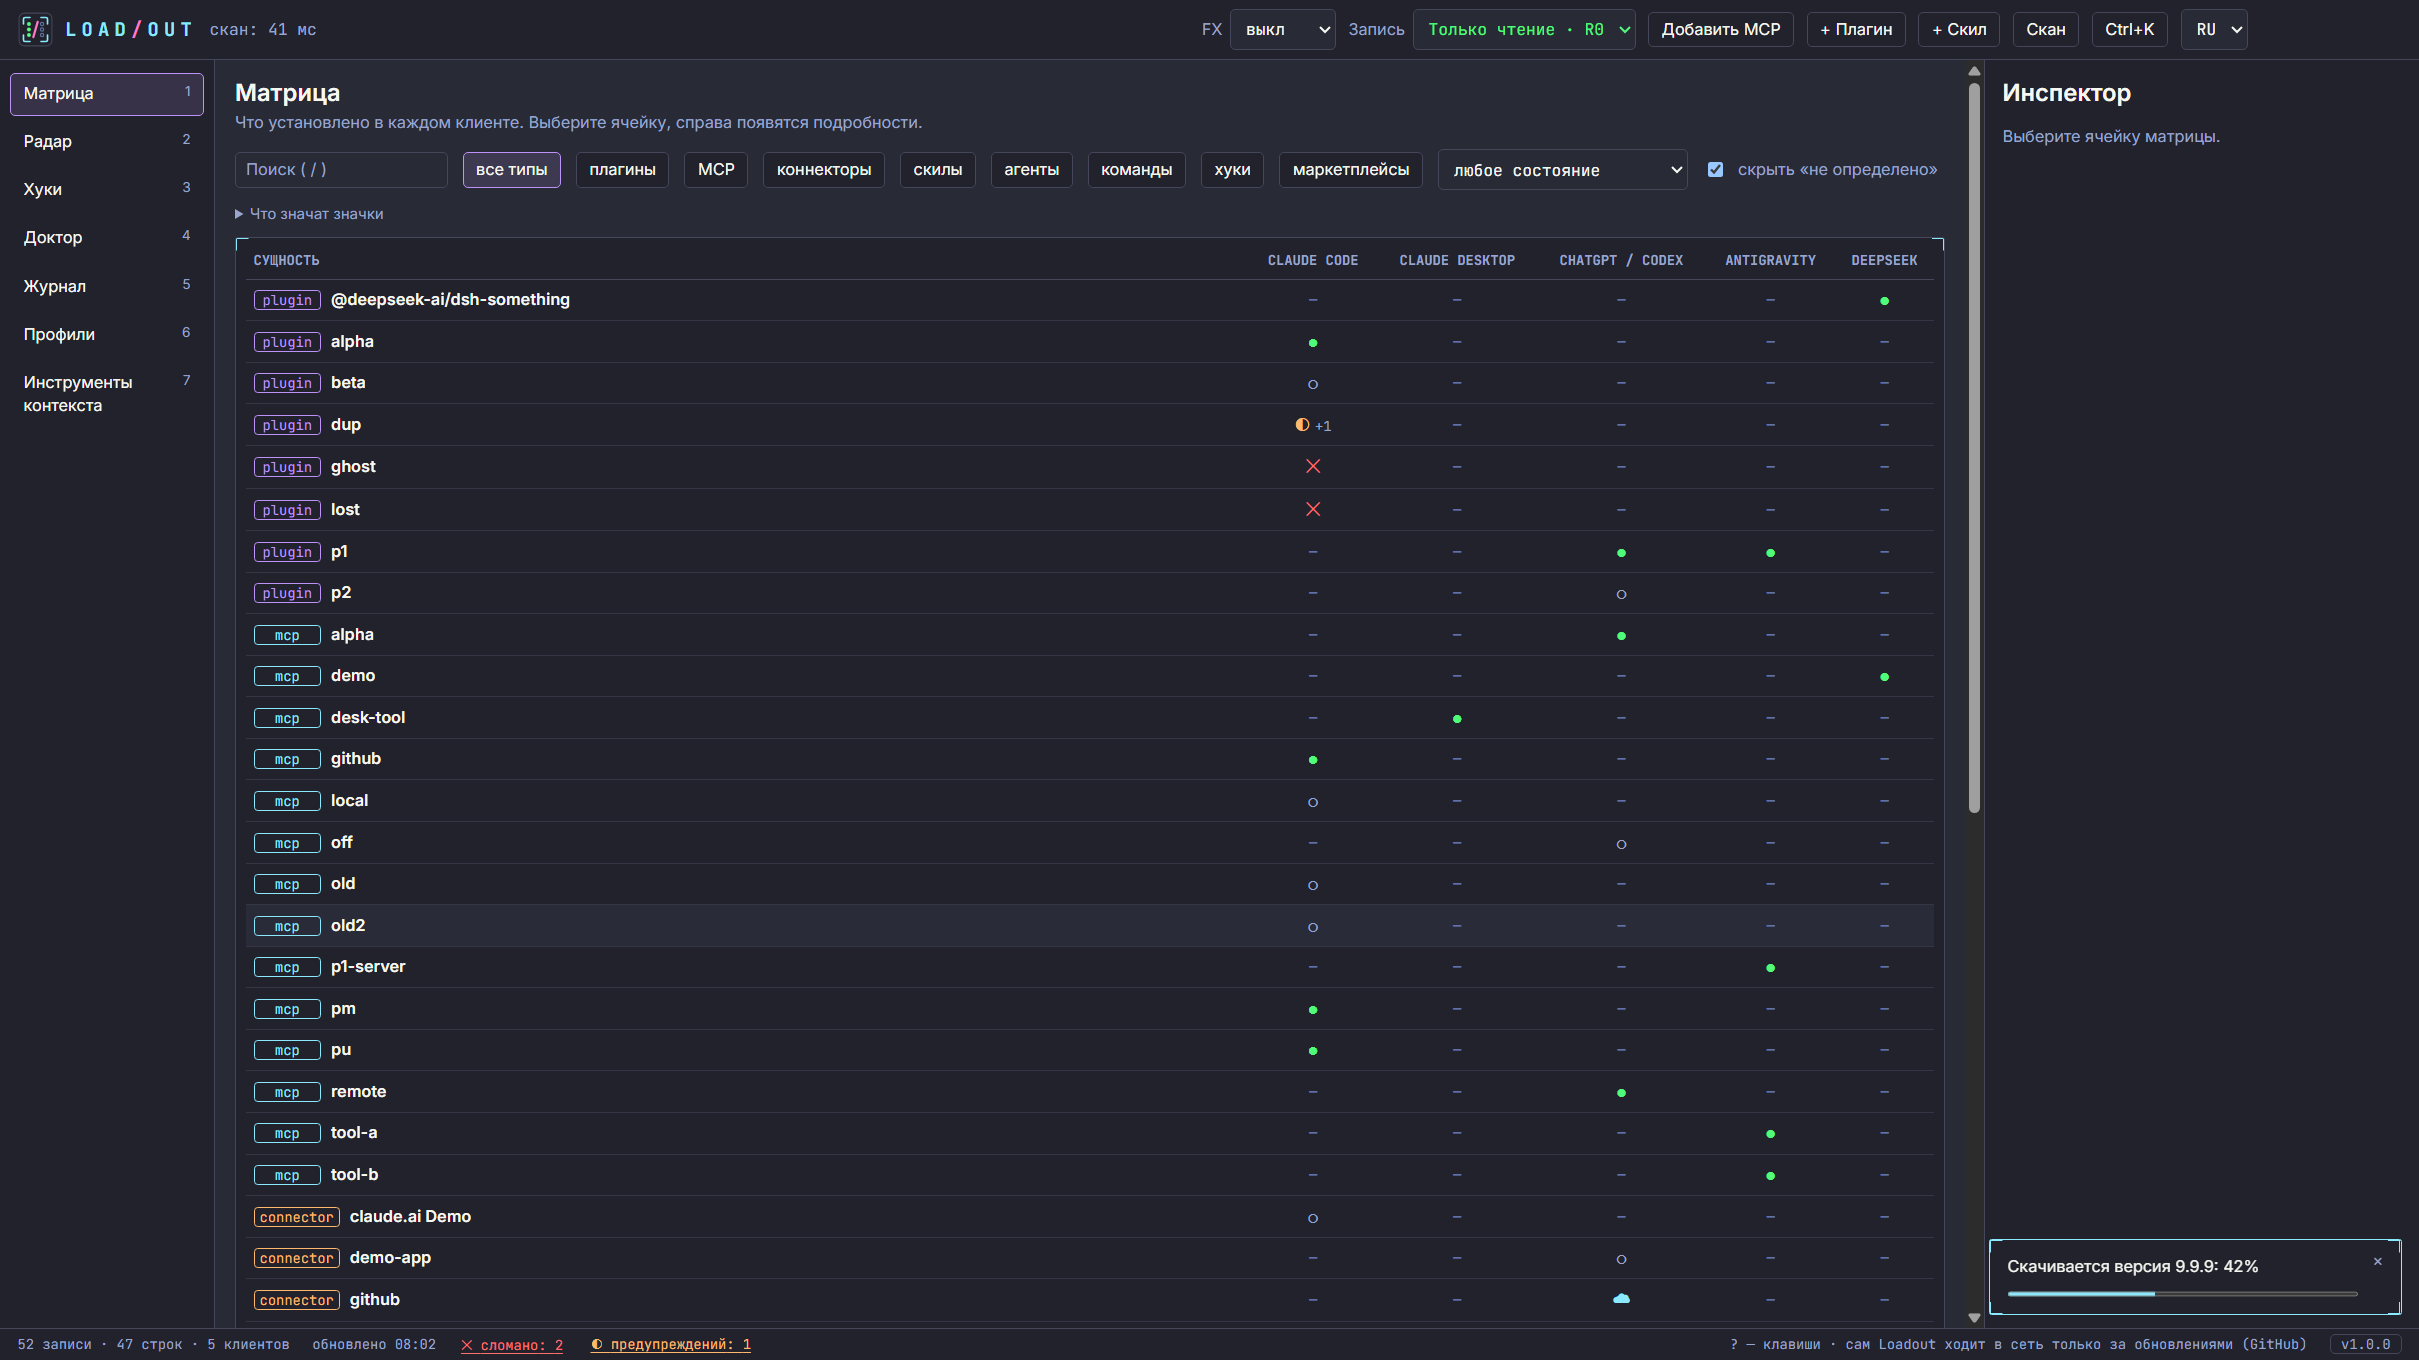 LOAD/OUT скан: 41 мс FX выкл Запись Только чтение · R0 Добавить MCP + Плагин + Скил Скан Ctrl+K RU
Матрица 1
Радар 2
Хуки 3
Доктор 4
Журнал 5
Профили 6
Инструменты контекста 7
Матрица
Что установлено в каждом клиенте. Выберите ячейку, справа появятся подробности.
Поиск ( / ) все типы плагины MCP коннекторы скилы агенты команды хуки маркетплейсы любое состояние скрыть «не определено»
▶ Что значат значки
СУЩНОСТЬ CLAUDE CODE CLAUDE DESKTOP CHATGPT / CODEX ANTIGRAVITY DEEPSEEK
plugin @deepseek-ai/dsh-something – – – – ●
plugin alpha ● – – – –
plugin beta ○ – – – –
plugin dup ◐ +1 – – – –
plugin ghost ✕ – – – –
plugin lost ✕ – – – –
plugin p1 – – ● ● –
plugin p2 – – ○ – –
mcp alpha – – ● – –
mcp demo – – – – ●
mcp desk-tool – ● – – –
mcp github ● – – – –
mcp local ○ – – – –
mcp off – – ○ – –
mcp old ○ – – – –
mcp old2 ○ – – – –
mcp p1-server – – – ● –
mcp pm ● – – – –
mcp pu ● – – – –
mcp remote – – ● – –
mcp tool-a – – – ● –
mcp tool-b – – – ● –
connector claude.ai Demo ○ – – – –
connector demo-app – – ○ – –
connector github – – ☁ – –
Инспектор
Выберите ячейку матрицы.
Скачивается версия 9.9.9: 42% ×
52 записи · 47 строк · 5 клиентов обновлено 08:02 ✕ сломано: 2 ◐ предупреждений: 1 ? — клавиши · сам Loadout ходит в сеть только за обновлениями (GitHub) v1.0.0